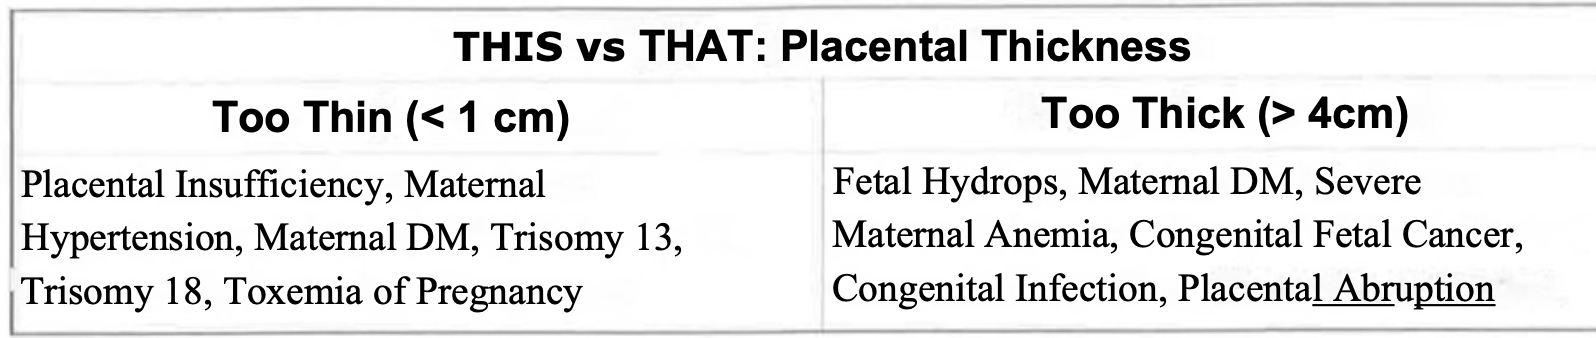 THIS vs THAT: Placental Thickness
Too Thin (< 1 cm)
Placental Insufficiency, Maternal
Hypertension, Maternal DM, Trisomy 13,
Trisomy 18, Toxemia of Pregnancy
Too Thick (> 4cm)
Fetal Hydrops, Maternal DM, Severe
Maternal Anemia, Congenital Fetal Cancer,
Congenital Infection, Placental Abruption